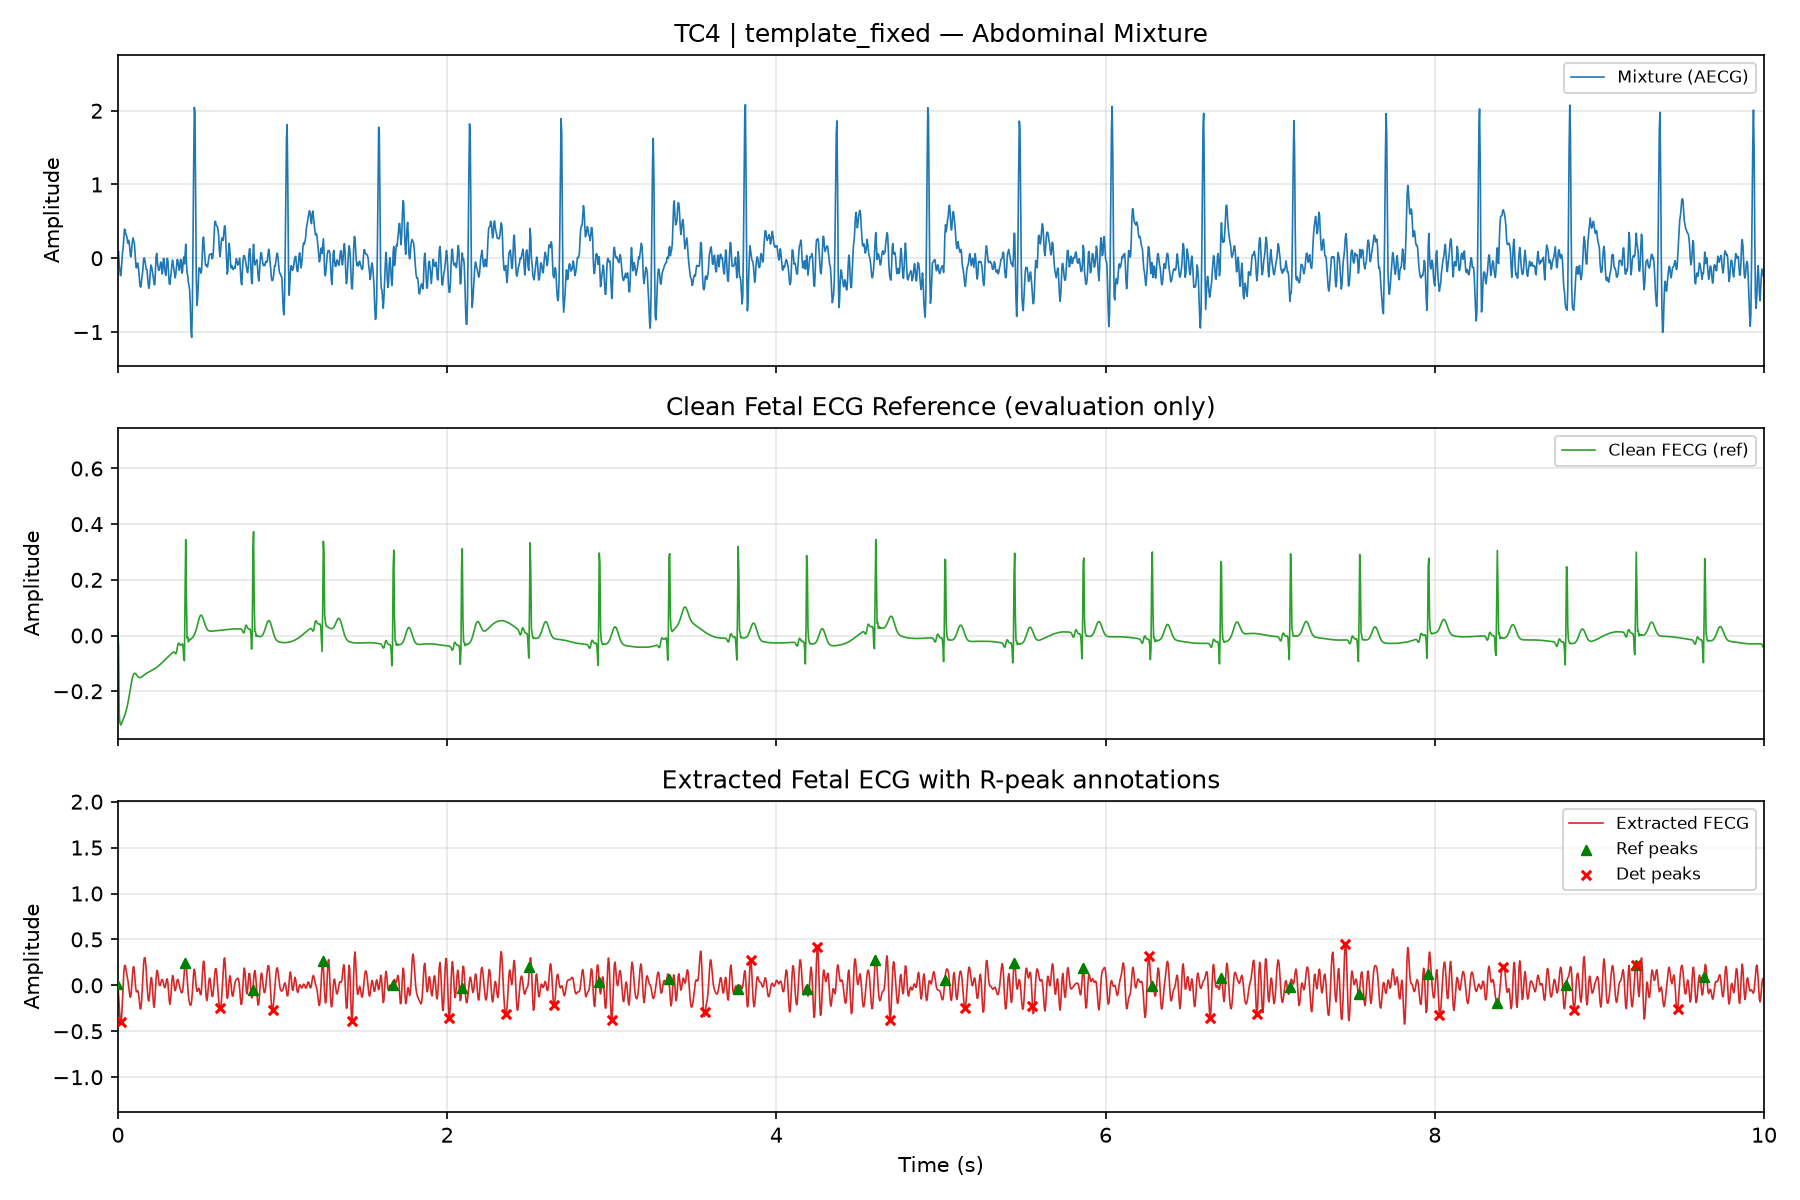 TC4 | template_fixed — Abdominal Mixture
Mixture (AECG)
Amplitude
2
1
0
−1
Clean Fetal ECG Reference (evaluation only)
Clean FECG (ref)
Amplitude
0.6
0.4
0.2
0.0
−0.2
Extracted Fetal ECG with R-peak annotations
Extracted FECG
Ref peaks
Det peaks
Amplitude
2.0
1.5
1.0
0.5
0.0
−0.5
−1.0
0 2 4 6 8 10
Time (s)